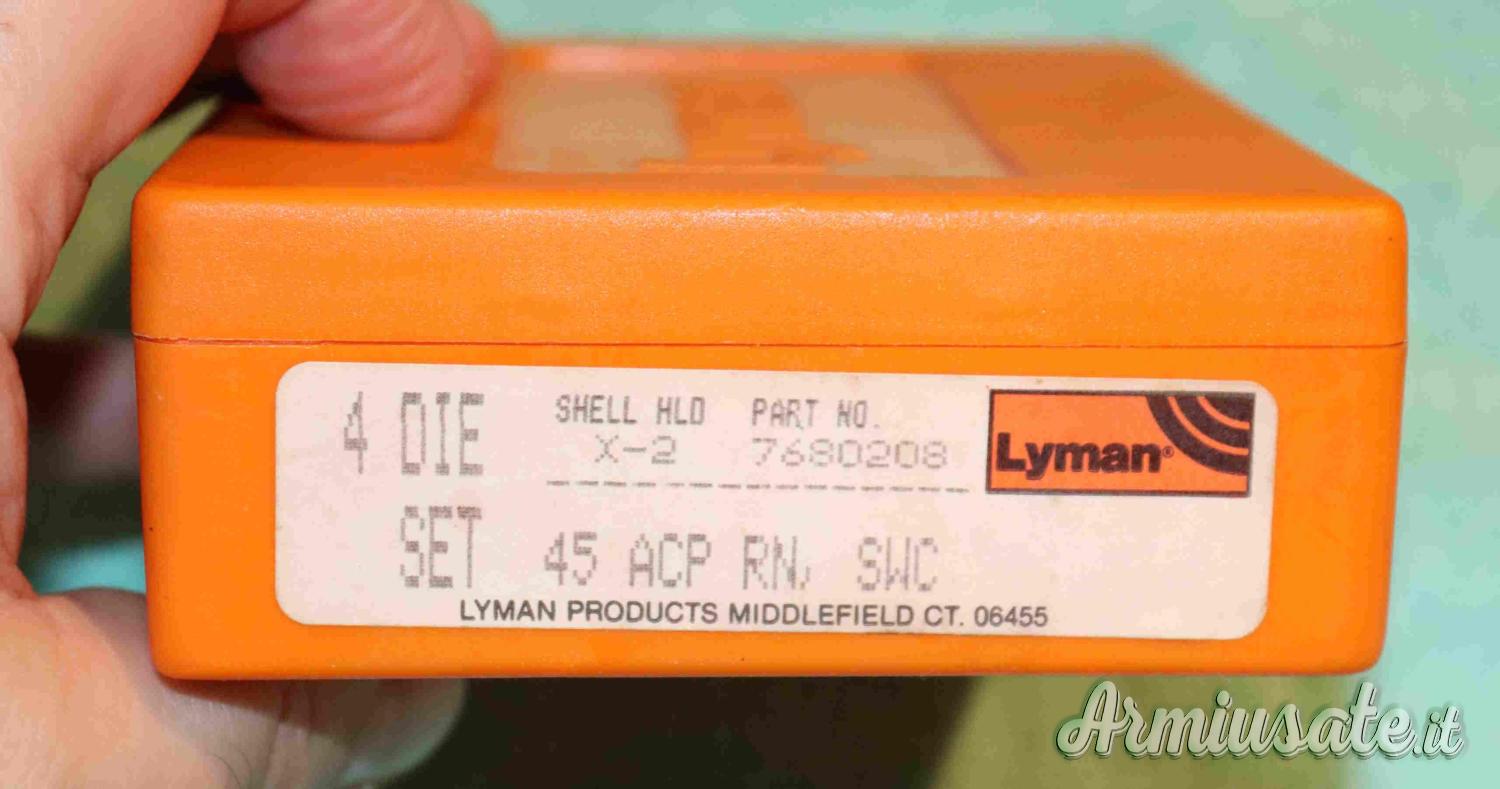 4 DIE SET
SHELL HLD PART NO.
X-2 7680208
Lyman®
45 ACP RN, SWC
LYMAN PRODUCTS MIDDLEFIELD CT. 06455
Armiusate.it